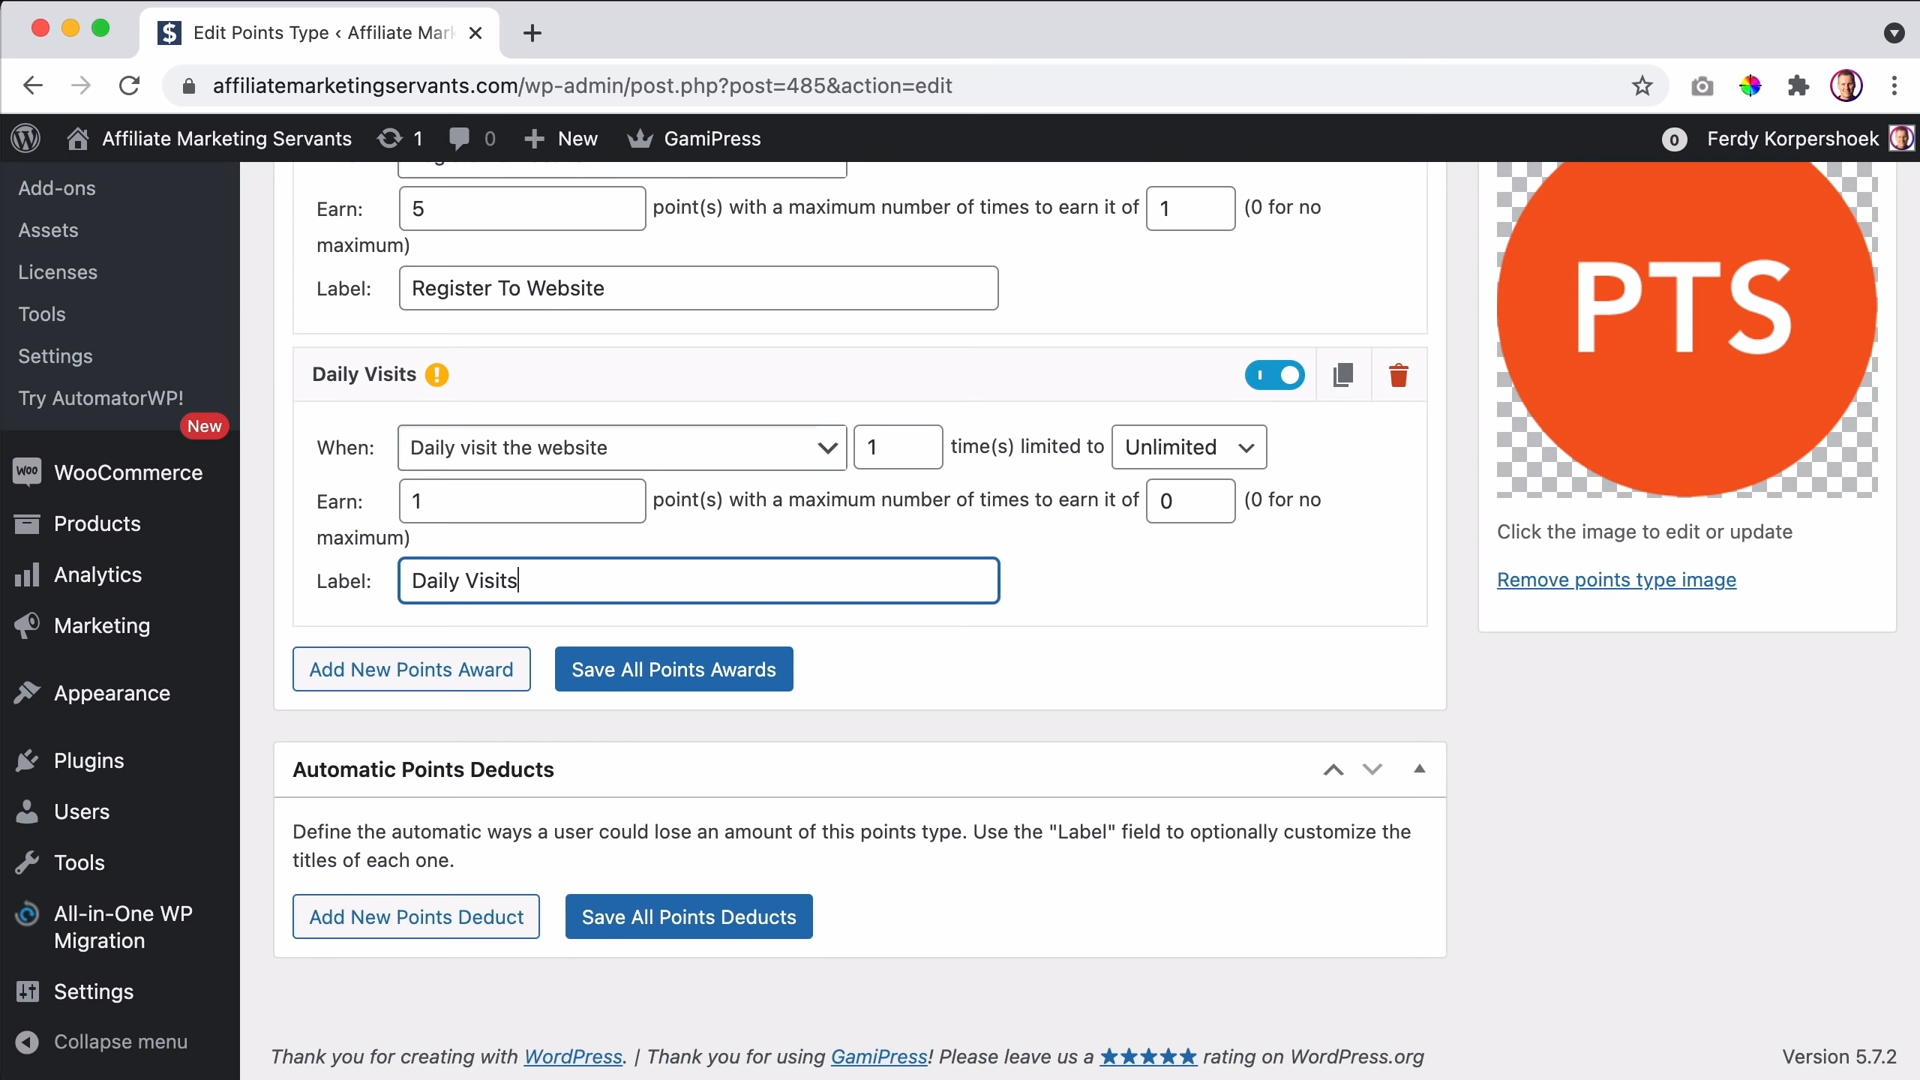 Edit Points Type ‹ Affiliate Mark
affiliatemarketingservants.com/wp-admin/post.php?post=485&action=edit
Affiliate Marketing Servants 1 0 New GamiPress 0 Ferdy Korpershoek
Add-ons
Assets
Licenses
Tools
Settings
Try AutomatorWP!
New
WooCommerce
Products
Analytics
Marketing
Appearance
Plugins
Users
Tools
All-in-One WP
Migration
Settings
Collapse menu
Earn: 5 point(s) with a maximum number of times to earn it of 1 (0 for no
maximum)
Label: Register To Website
Daily Visits
When: Daily visit the website 1 time(s) limited to Unlimited
Earn: 1 point(s) with a maximum number of times to earn it of 0 (0 for no
maximum)
Label: Daily Visits
Add New Points Award Save All Points Awards
Automatic Points Deducts
Define the automatic ways a user could lose an amount of this points type. Use the "Label" field to optionally customize the
titles of each one.
Add New Points Deduct Save All Points Deducts
PTS
Click the image to edit or update
Remove points type image
Thank you for creating with WordPress. | Thank you for using GamiPress! Please leave us a ★★★★★ rating on WordPress.org
Version 5.7.2